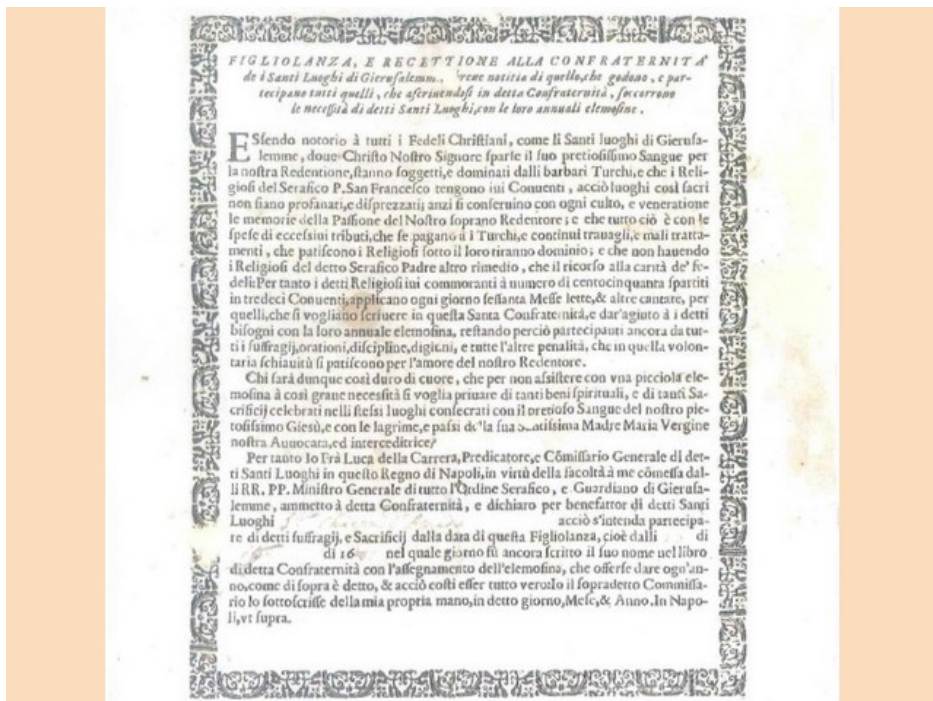 FIGLIOLANZA, E RECETTIONE ALLA CONFRATERNITA'
de i Santi Luoghi di Gieruſalemm notitia di quello, che godono, e par-
tecipano tutti quelli, che aſcriuendoſi in detta Confraternità, ſoccorrono
le neceſſità di detti Santi Luoghi, con le loro annuali elemoſine.
ESſendo notorio à tutti i Fedeli Chriſtiani, come li Santi luoghi di Gieruſa-
lemme, doue Chriſto Noſtro Signore ſparſe il ſuo pretioſiſſimo Sangue per
la noſtra Redentione, ſtanno ſoggetti, e dominati dalli barbari Turchi, e che i Reli-
gioſi del Serafico P. San Franceſco tengono iui Conuenti, acciò luoghi così ſacri
non ſiano profanati, e diſprezzati; anzi ſi conſeruino con ogni culto, e veneratione
le memorie della Paſſione del Noſtro ſoprano Redentore; e che tutto ciò è con le
ſpeſe di ecceſſiui tributi, che ſe pagano à i Turchi, e continui trauagli, e mali tratta-
menti, che patiſcono i Religioſi ſotto il loro tiranno dominio; e che non hauendo
i Religioſi del detto Serafico Padre altro rimedio, che il ricorſo alla carità de' fe-
deli: Per tanto i detti Religioſi iui commoranti à numero di centocinquanta ſpartiti
in tredeci Conuenti, applicano ogni giorno ſeſſanta Meſſe lette, & altre cantate, per
quelli, che ſi vogliano ſcriuere in queſta Santa Confraternità, e dar'agiuto à i detti
biſogni con la loro annuale elemoſina, reſtando perciò partecipanti ancora da tut-
ti i ſuffragij, orationi, diſcipline, digiuni, e tutte l'altre penalità, che in quella volon-
taria ſchiauitù ſi patiſcono per l'amore del noſtro Redentore.
Chi ſarà dunque così duro di cuore, che per non aſſiſtere con vna picciola ele-
moſina à così graue neceſſità ſi voglia priuare di tanti beni ſpirituali, e di tanti Sa-
crificij celebrati nelli ſteſſi luoghi conſecrati con il pretioſo Sangue del noſtro pie-
toſiſſimo Gieſù, e con le lagrime, e paſſi de la ſua Madre Maria Vergine
noſtra Auuocata, ed interceditrice?
Per tanto Io Frà Luca della Carrera, Predicatore, e Cōmiſſario Generale di det-
ti Santi Luoghi in queſto Regno di Napoli, in virtù della facoltà à me cōmeſſa dal-
li RR. PP. Miniſtro Generale di tutto l'Ordine Serafico, e Guardiano di Gieruſa-
lemme, ammetto à detta Confraternità, e dichiaro per benefattor di detti Santi
Luoghi acciò s'intenda partecipa-
re di detti ſuffragij, e Sacrificij dalla data di queſta Figliolanza, cioè dalli di
di 16 nel quale giorno fù ancora ſcritto il ſuo nome nel libro
di detta Confraternità con l'aſſegnamento dell'elemoſina, che offerſe dare ogn'an-
no, come di ſopra è detto, & acciò coſti eſſer tutto vero, Io il ſopradetto Commiſſa-
rio lo ſottoſcriſſe della mia propria mano, in detto giorno, Meſe, & Anno. In Napo-
li, vt ſupra.